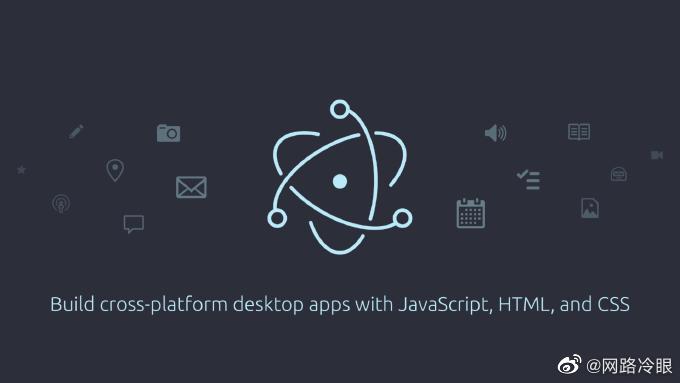 Build cross-platform desktop apps with JavaScript, HTML, and CSS
@网路冷眼